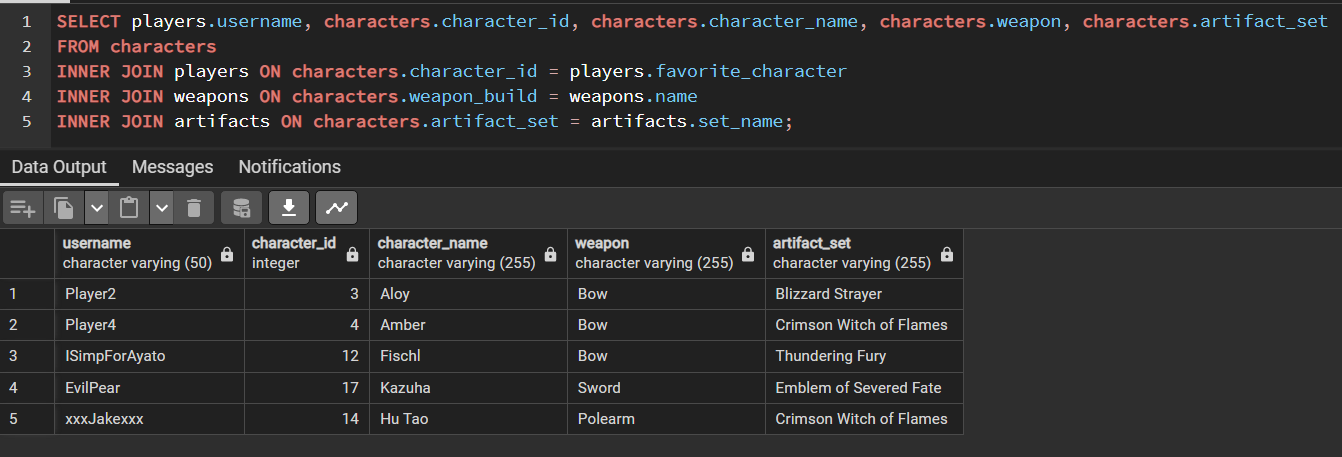 1 SELECT players.username, characters.character_id, characters.character_name, characters.weapon, characters.artifact_set
2 FROM characters
3 INNER JOIN players ON characters.character_id = players.favorite_character
4 INNER JOIN weapons ON characters.weapon_build = weapons.name
5 INNER JOIN artifacts ON characters.artifact_set = artifacts.set_name;
Data Output Messages Notifications
username character_id character_name weapon artifact_set
character varying (50) integer character varying (255) character varying (255) character varying (255)
1 Player2 3 Aloy Bow Blizzard Strayer
2 Player4 4 Amber Bow Crimson Witch of Flames
3 ISimpForAyato 12 Fischl Bow Thundering Fury
4 EvilPear 17 Kazuha Sword Emblem of Severed Fate
5 xxxJakexxx 14 Hu Tao Polearm Crimson Witch of Flames